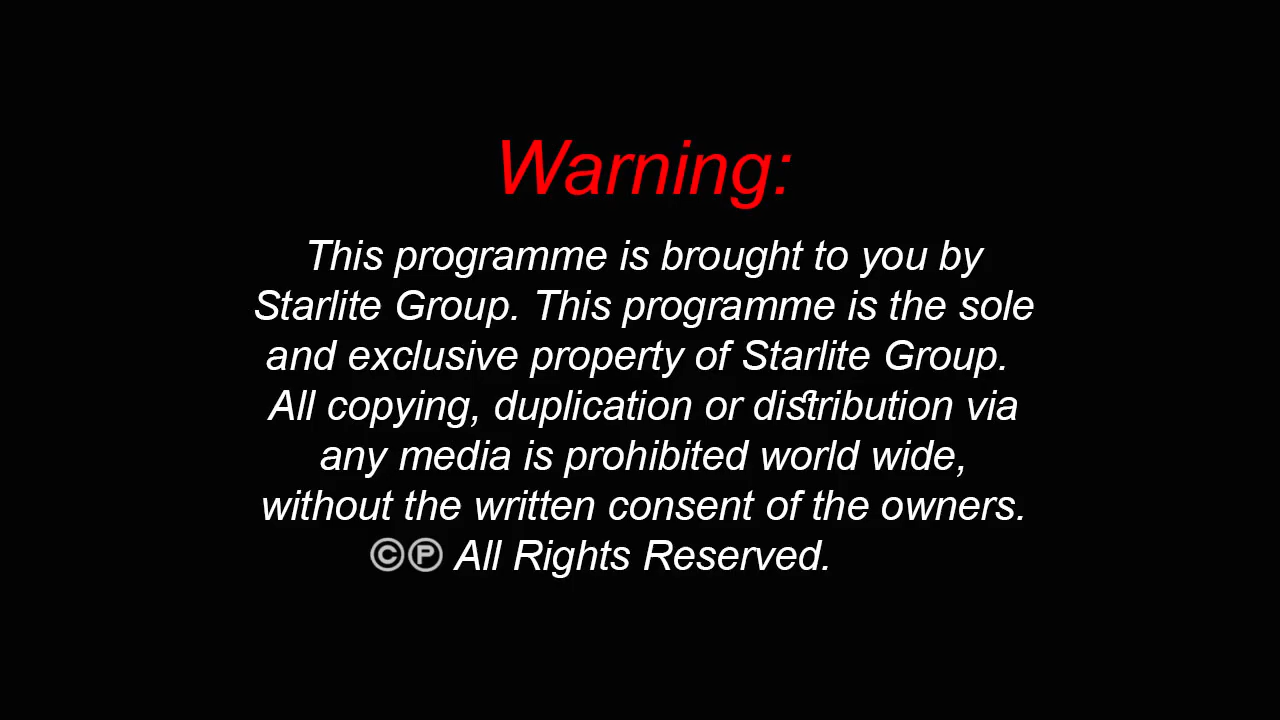 Warning:
This programme is brought to you by
Starlite Group. This programme is the sole
and exclusive property of Starlite Group.
All copying, duplication or distribution via
any media is prohibited world wide,
without the written consent of the owners.
©℗ All Rights Reserved.